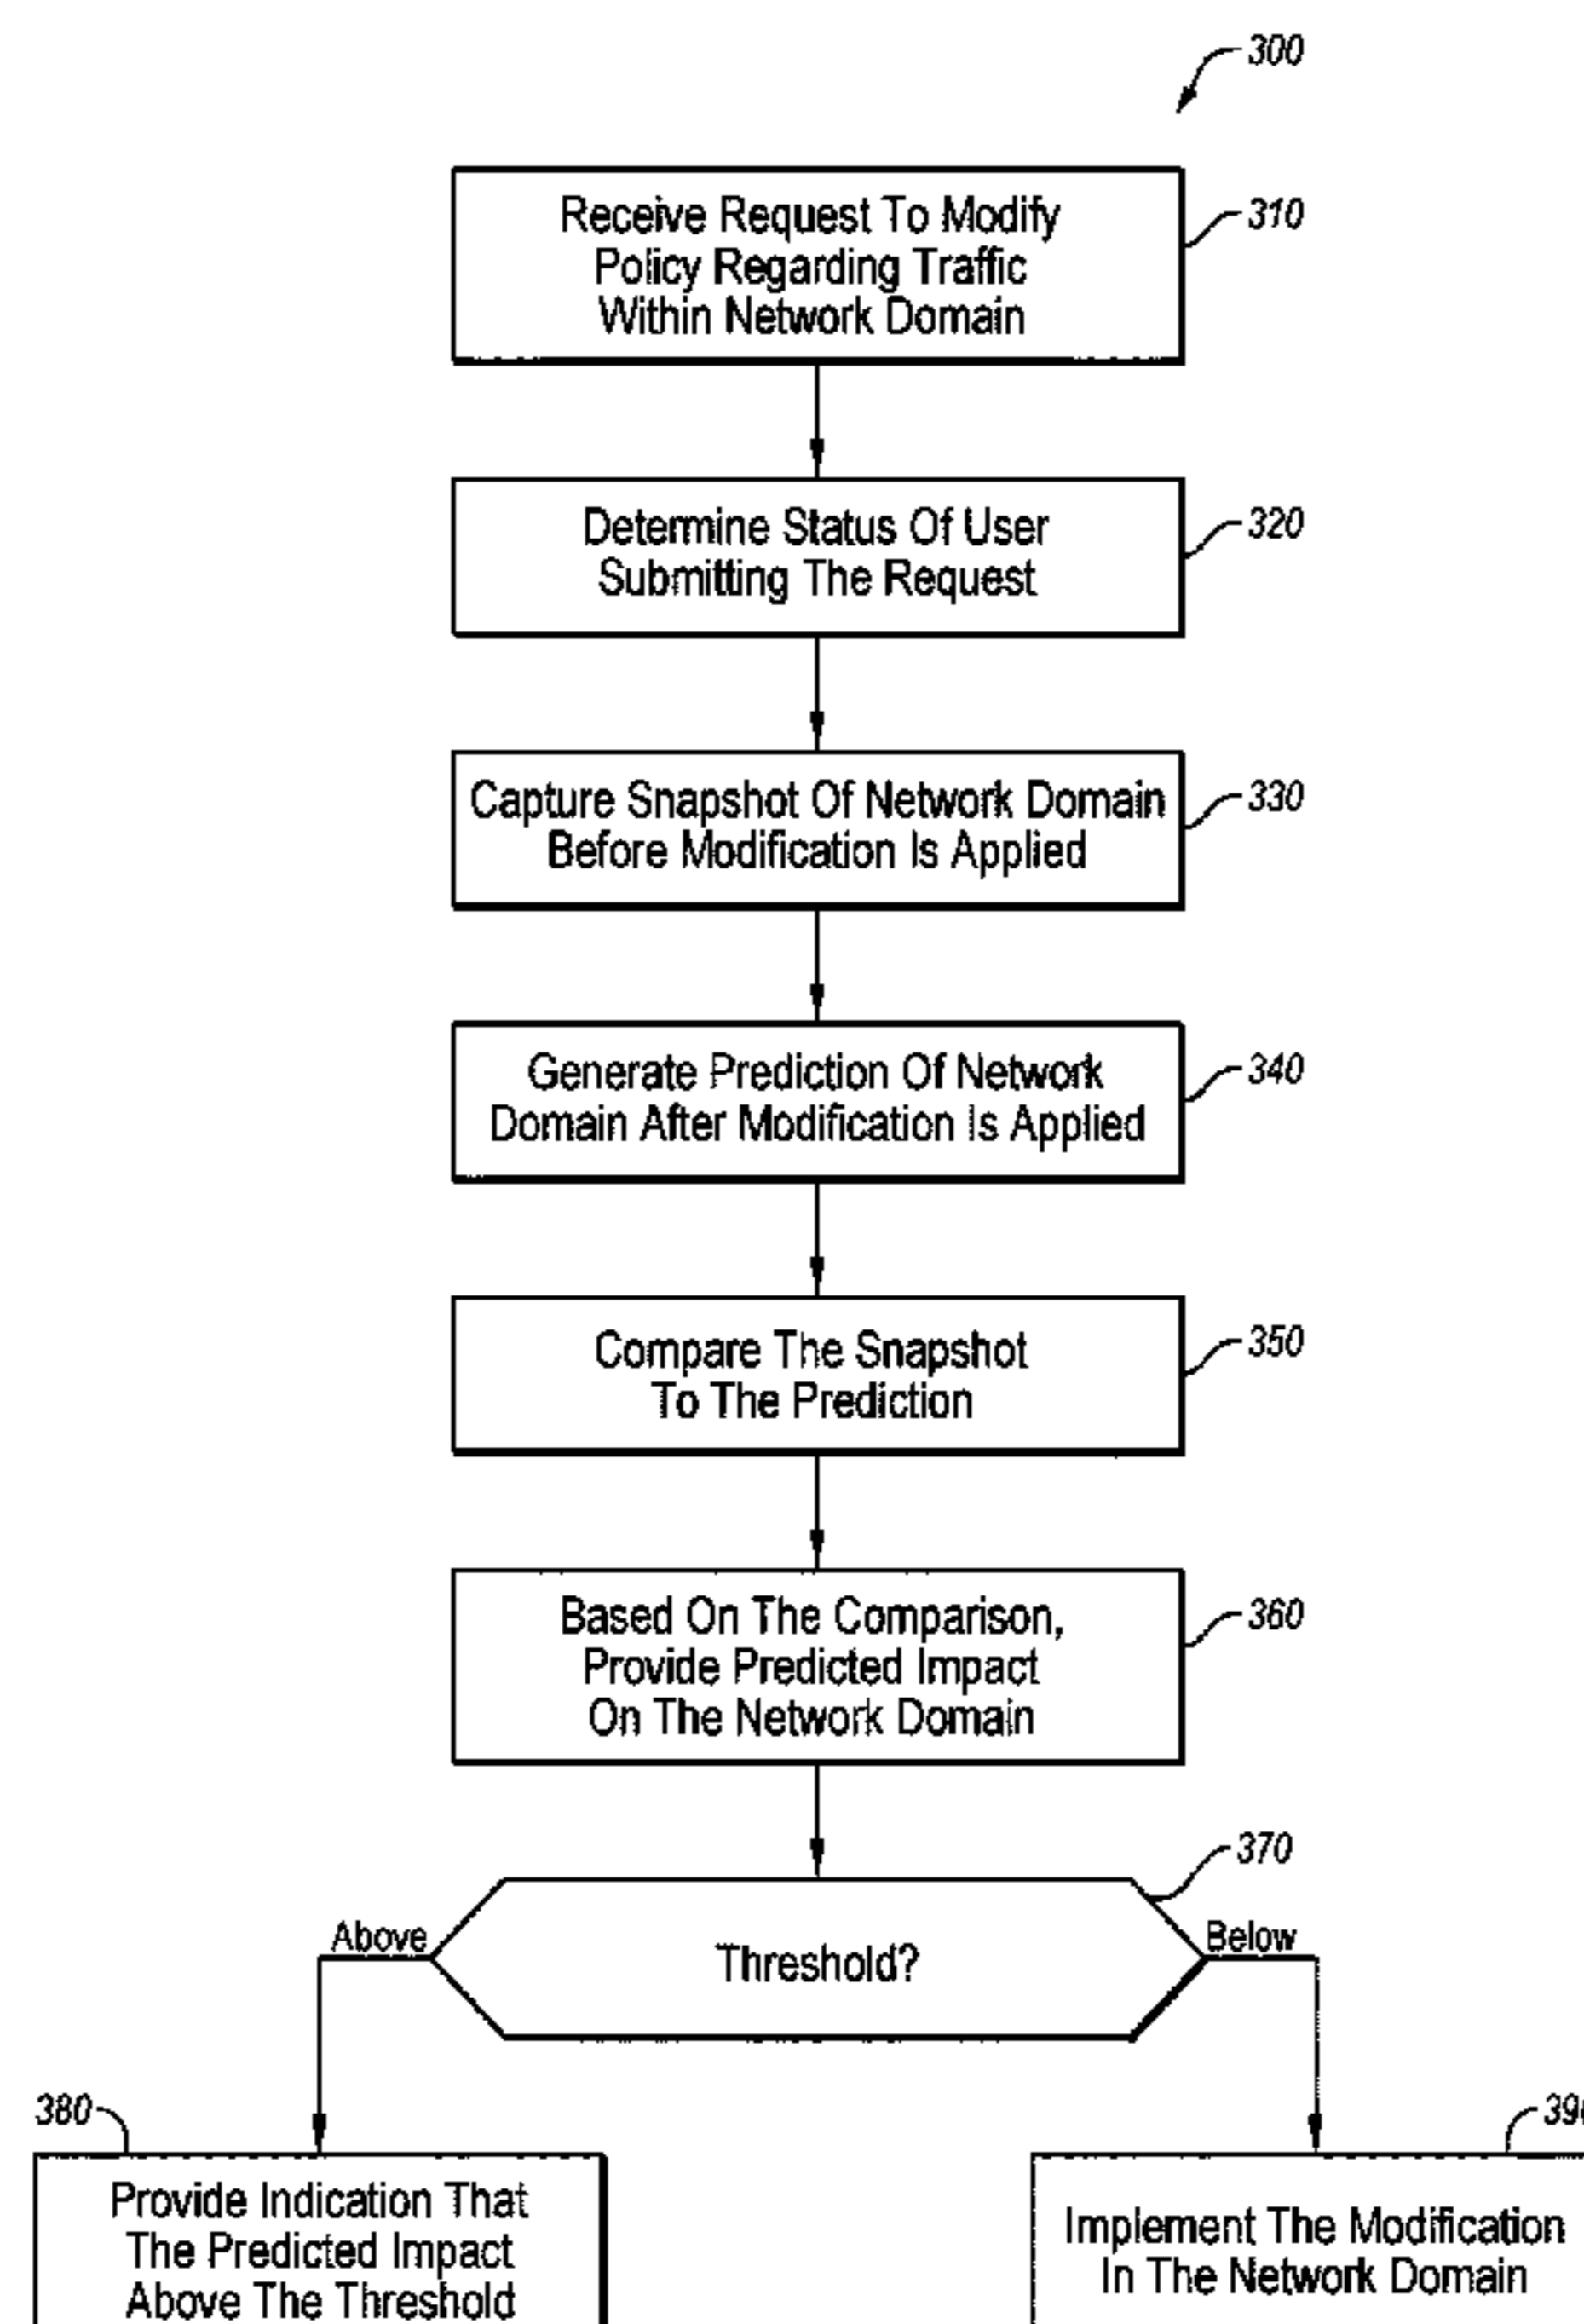 300
Receive Request To Modify
Policy Regarding Traffic
Within Network Domain
310
Determine Status Of User
Submitting The Request
320
Capture Snapshot Of Network Domain
Before Modification Is Applied
330
Generate Prediction Of Network
Domain After Modification Is Applied
340
Compare The Snapshot
To The Prediction
350
Based On The Comparison,
Provide Predicted Impact
On The Network Domain
360
370
Above
Threshold?
Below
380
Provide Indication That
The Predicted Impact
Above The Threshold
Implement The Modification
In The Network Domain